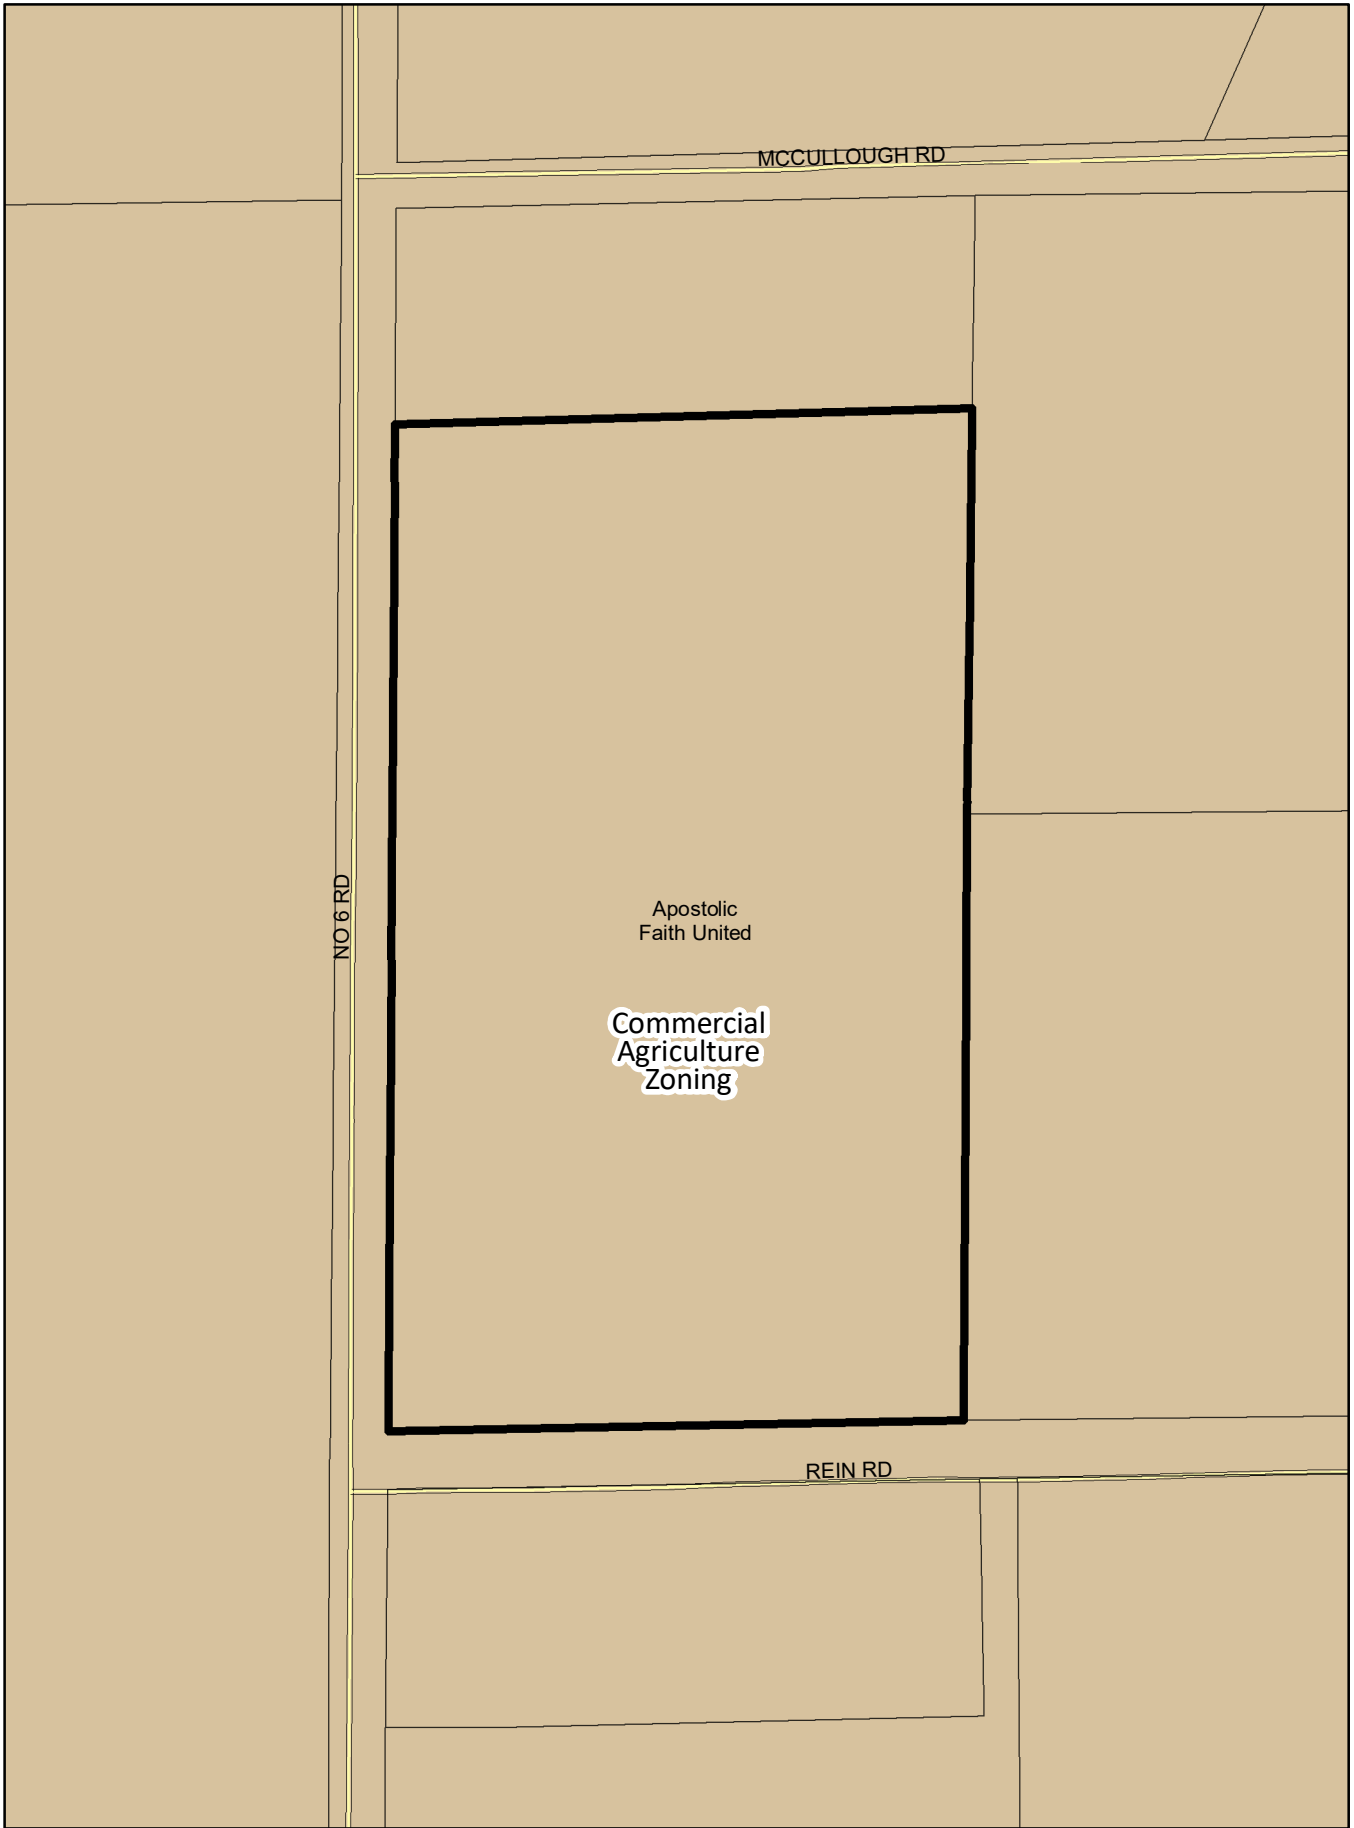 MCCULLOUGH RD
NO 6 RD
Apostolic
Faith United
Commercial
Agriculture
Zoning
REIN RD